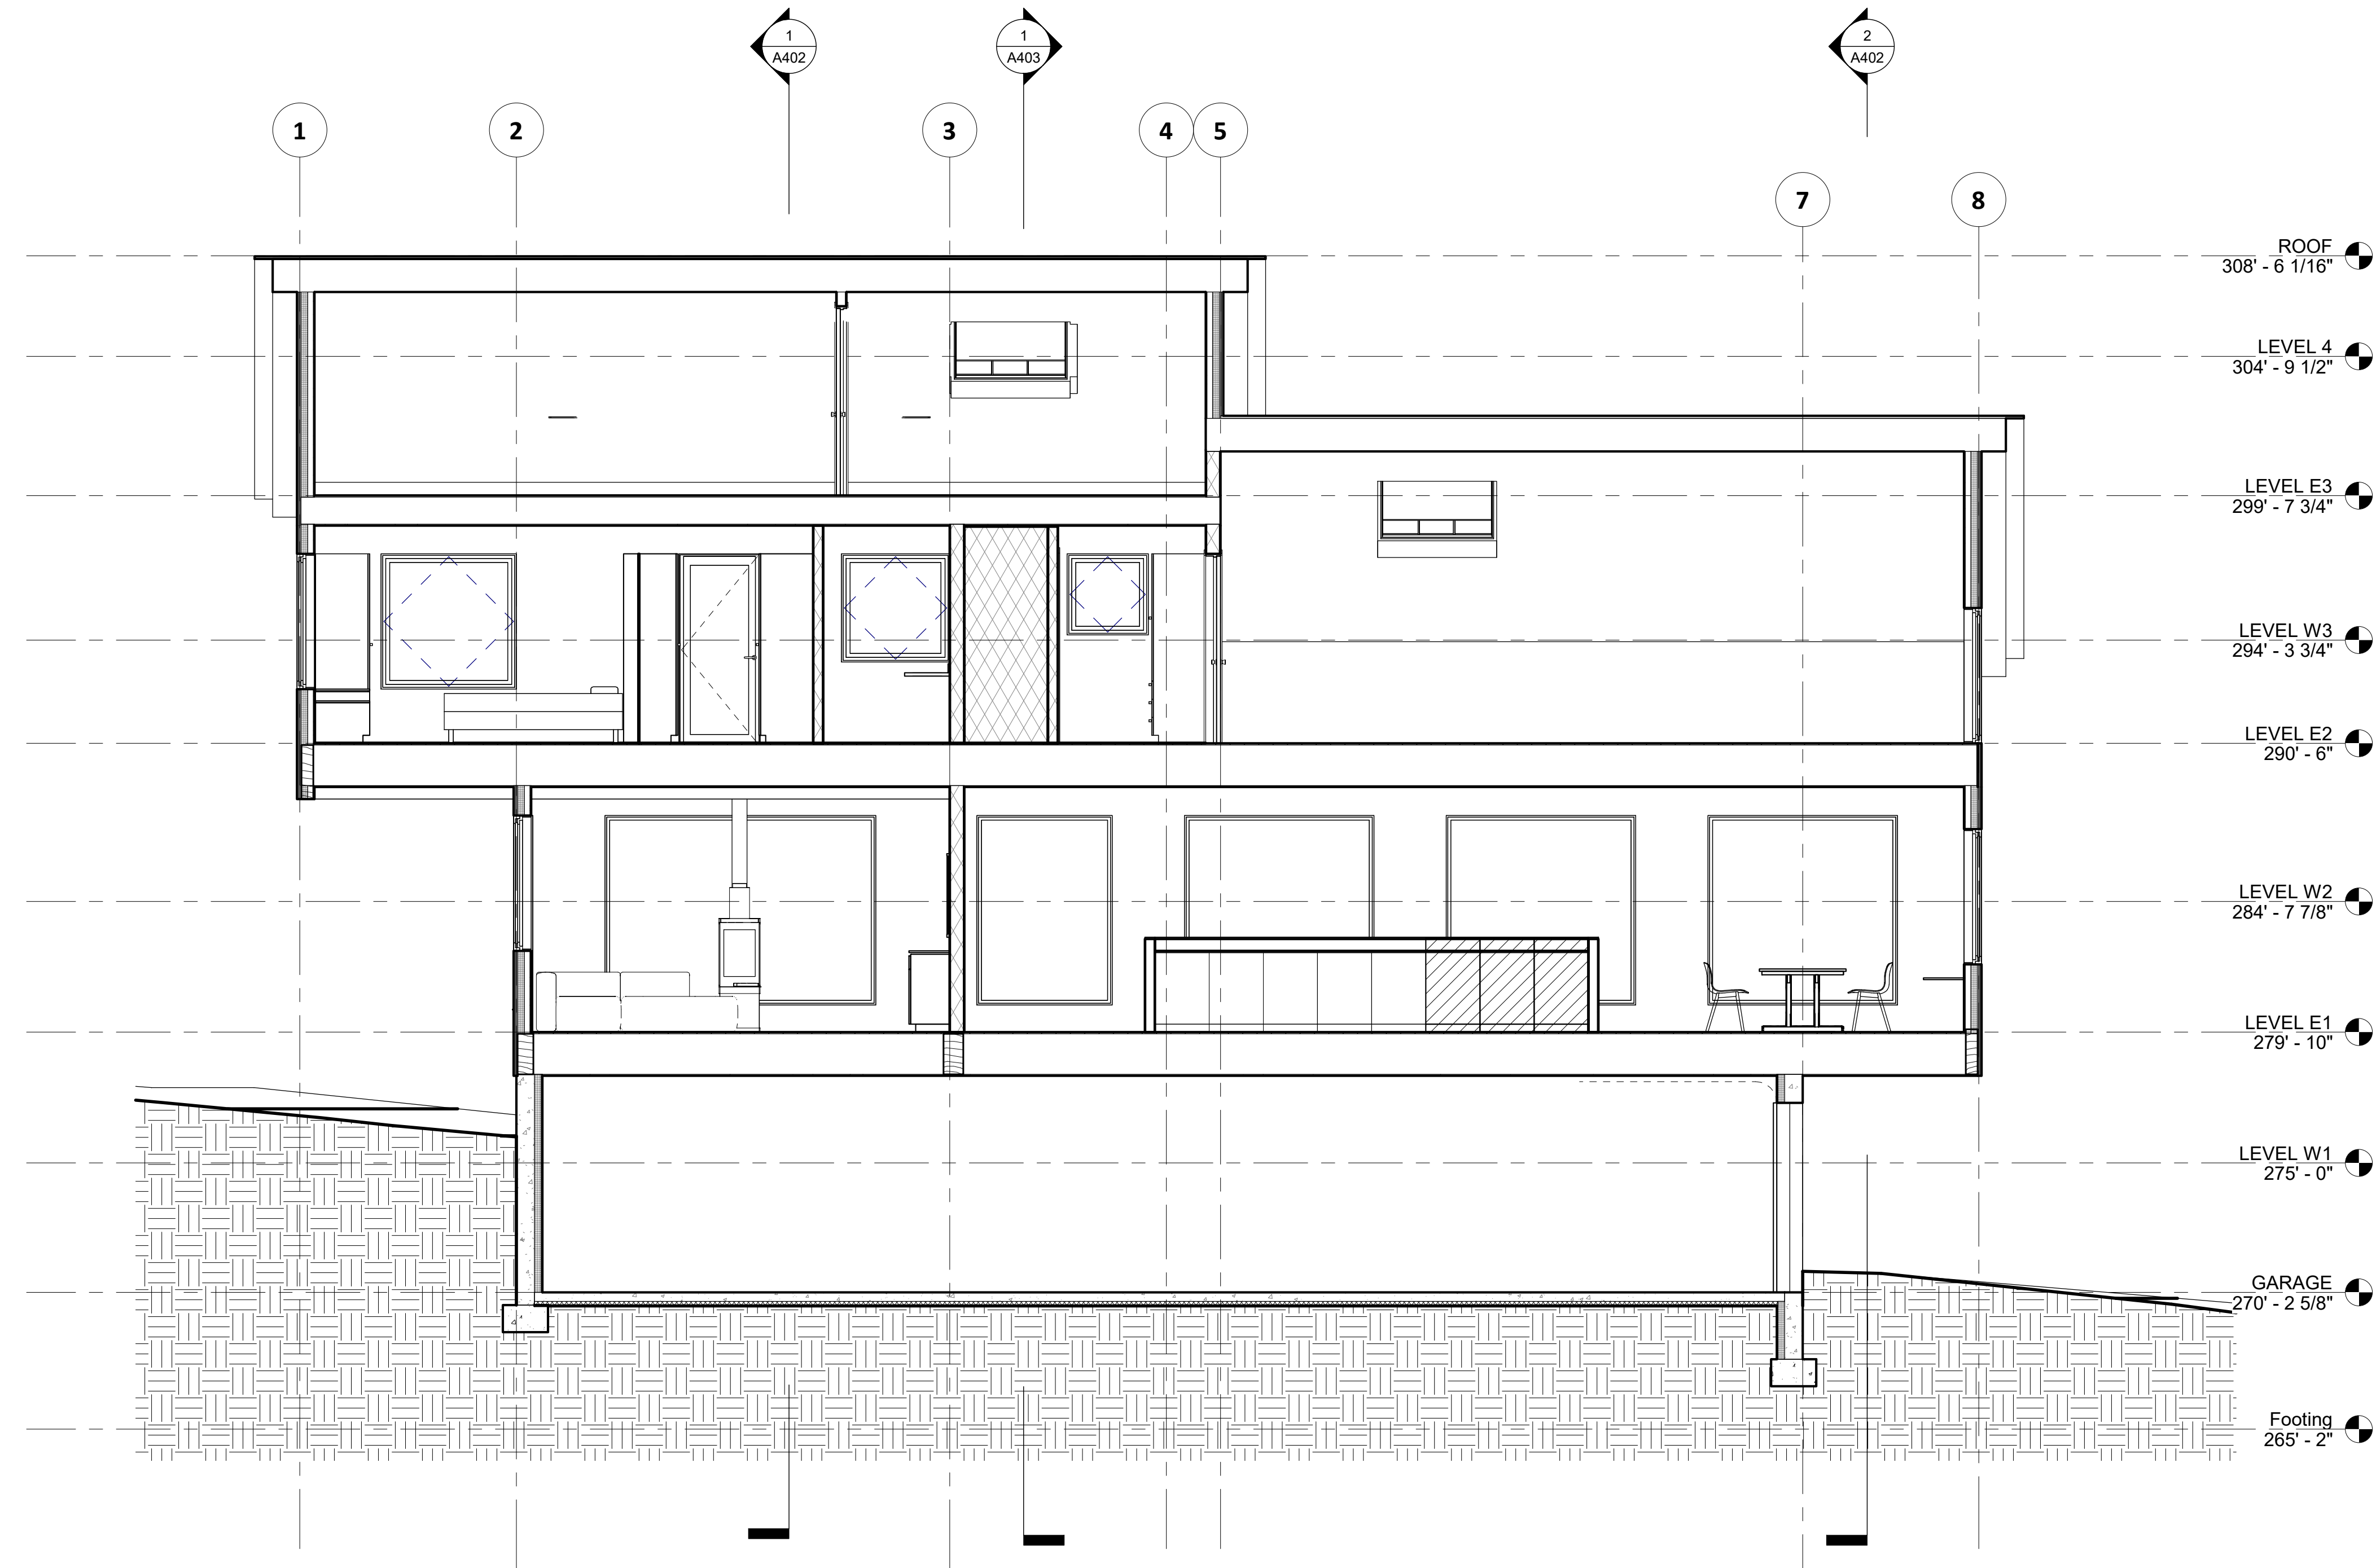 1
A402
1
A403
2
A402
1
2
3
4
5
7
8
ROOF
308' - 6 1/16"
LEVEL 4
304' - 9 1/2"
LEVEL E3
299' - 7 3/4"
LEVEL W3
294' - 3 3/4"
LEVEL E2
290' - 6"
LEVEL W2
284' - 7 7/8"
LEVEL E1
279' - 10"
LEVEL W1
275' - 0"
GARAGE
270' - 2 5/8"
Footing
265' - 2"